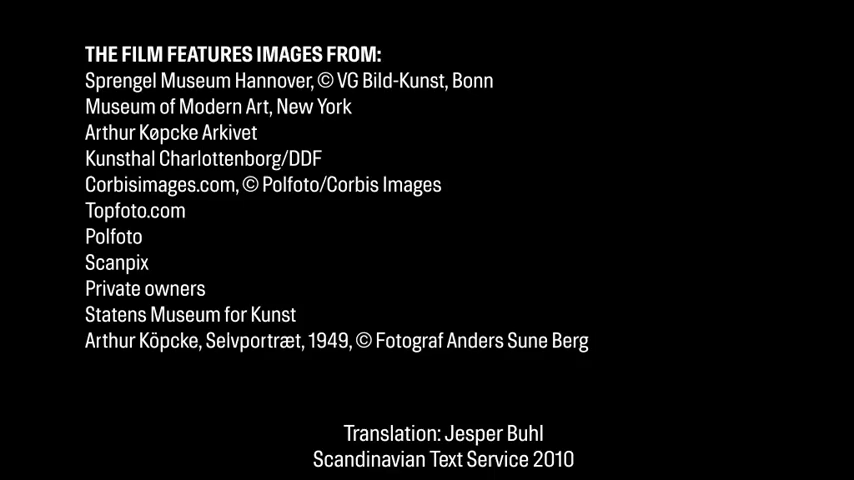 THE FILM FEATURES IMAGES FROM:
Sprengel Museum Hannover, © VG Bild-Kunst, Bonn
Museum of Modern Art, New York
Arthur Køpcke Arkivet
Kunsthal Charlottenborg/DDF
Corbisimages.com, © Polfoto/Corbis Images
Topfoto.com
Polfoto
Scanpix
Private owners
Statens Museum for Kunst
Arthur Köpcke, Selvportræt, 1949, © Fotograf Anders Sune Berg
Translation: Jesper Buhl
Scandinavian Text Service 2010